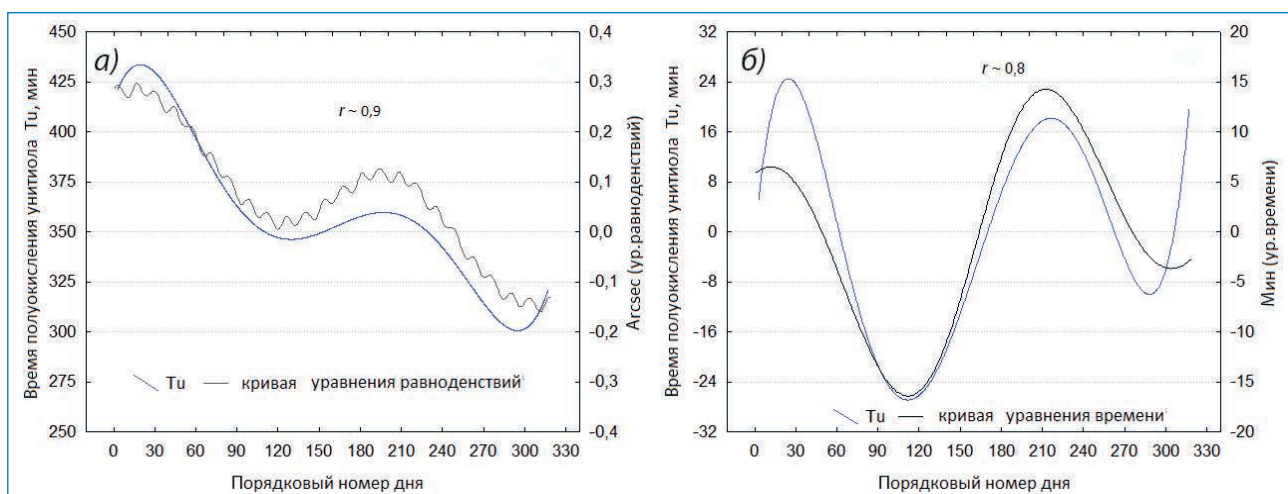 а)
r ~ 0,9
Время полуокисления унитиола Tu, мин
450
425
400
375
350
325
300
275
250
0,4
0,3
0,2
0,1
0,0
-0,1
-0,2
-0,3
-0,4
Arcsec (ур.равноденствий)
Tu кривая уравнения равноденствий
0 30 60 90 120 150 180 210 240 270 300 330
Порядковый номер дня
б)
r ~ 0,8
Время полуокисления унитиола Tu, мин
32
24
16
8
0
-8
-16
-24
-32
20
15
10
5
0
-5
-10
-15
-20
Мин (ур.времени)
Tu кривая уравнения времени
0 30 60 90 120 150 180 210 240 270 300 330
Порядковый номер дня